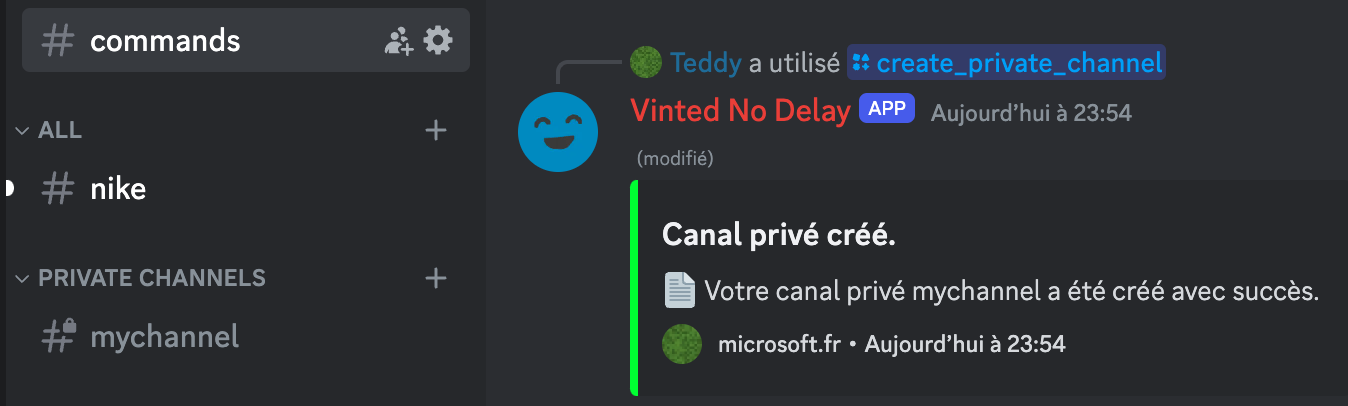 commands
ALL
nike
PRIVATE CHANNELS
mychannel
Teddy a utilisé create_private_channel
Vinted No Delay APP Aujourd’hui à 23:54
(modifié)
Canal privé créé.
Votre canal privé mychannel a été créé avec succès.
microsoft.fr • Aujourd’hui à 23:54